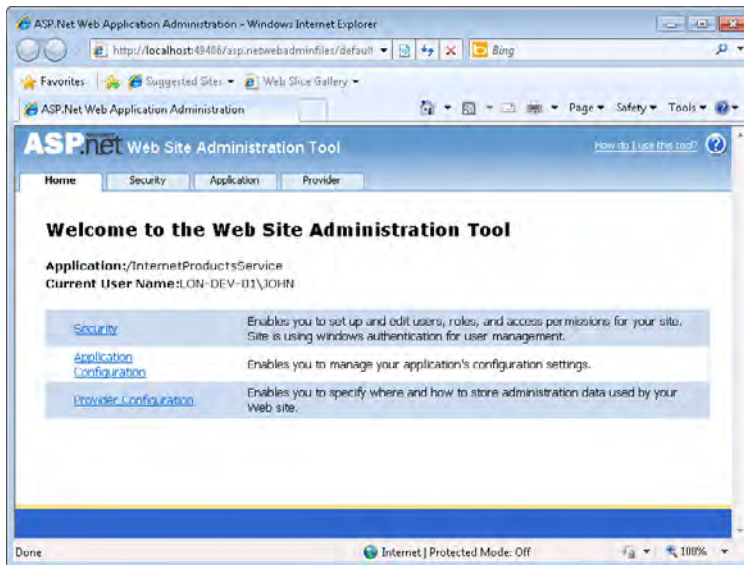 ASP.Net Web Application Administration - Windows Internet Explorer
http://localhost:49406/asp.netwebadminfiles/default
Bing
Favorites Suggested Sites Web Slice Gallery
ASP.Net Web Application Administration
Page Safety Tools
ASP.net Web Site Administration Tool
How do I use this tool?
Home Security Application Provider
Welcome to the Web Site Administration Tool
Application:/InternetProductsService
Current User Name:LON-DEV-01\JOHN
Security
Enables you to set up and edit users, roles, and access permissions for your site.
Site is using windows authentication for user management.
Application
Configuration
Enables you to manage your application's configuration settings.
Provider Configuration
Enables you to specify where and how to store administration data used by your
Web site.
Done Internet | Protected Mode: Off 100%